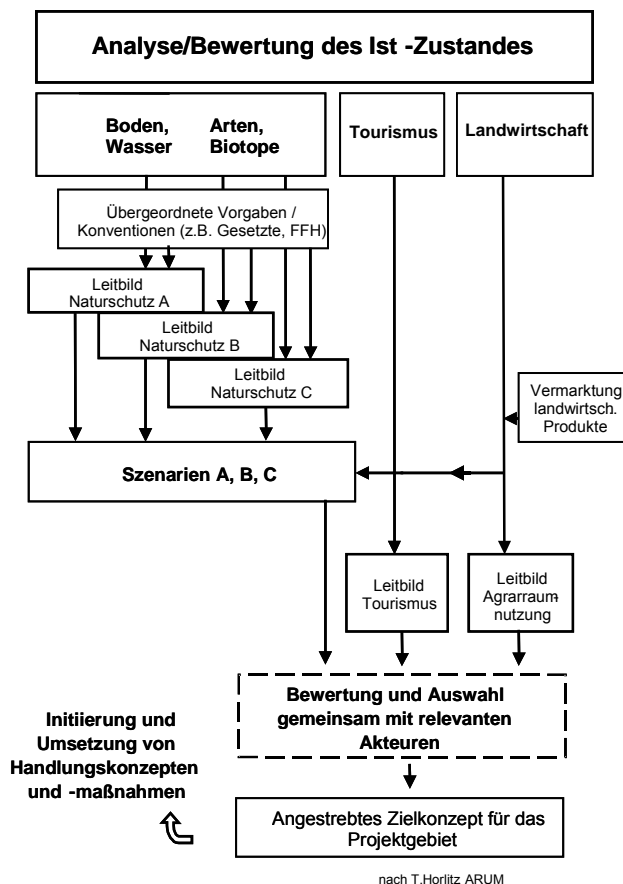 Analyse/Bewertung des Ist -Zustandes
Boden,
Wasser
Arten,
Biotope
Tourismus
Landwirtschaft
Übergeordnete Vorgaben /
Konventionen (z.B. Gesetzte, FFH)
Leitbild
Naturschutz A
Leitbild
Naturschutz B
Leitbild
Naturschutz C
Vermarktung
landwirtsch.
Produkte
Szenarien A, B, C
Leitbild
Tourismus
Leitbild
Agrarraum-
nutzung
Bewertung und Auswahl
gemeinsam mit relevanten
Akteuren
Initiierung und
Umsetzung von
Handlungskonzepten
und -maßnahmen
Angestrebtes Zielkonzept für das
Projektgebiet
nach T.Horlitz ARUM